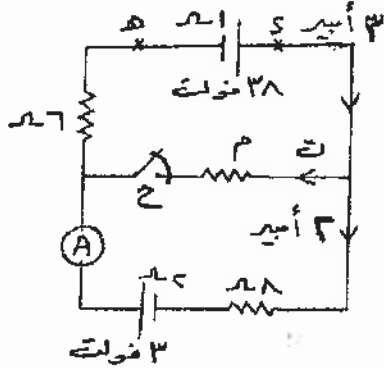 ٣ أمبير
ء
١Ω
هـ
٣٨ فولت
٦Ω
ت
م
ح
٢ أمبير
A
٨Ω
٢Ω
٣ فولت